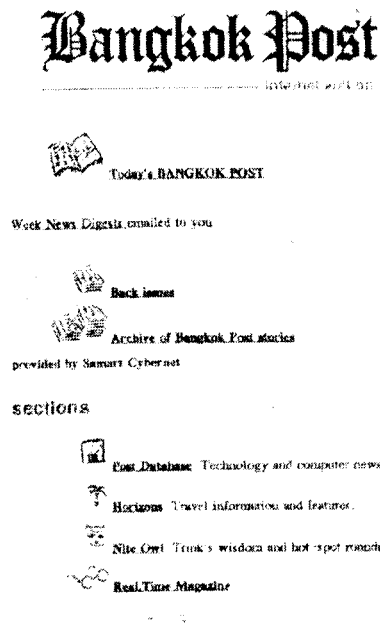 Bangkok Post
internet edition
Today's BANGKOK POST
Week News Digests emailed to you
Back issues
Archive of Bangkok Post stories
provided by Samart Cybernet
sections
Post Database Technology and computer news
Horizons Travel information and features.
Nite Owl Trink's wisdom and hot-spot
Real.Time Magazine